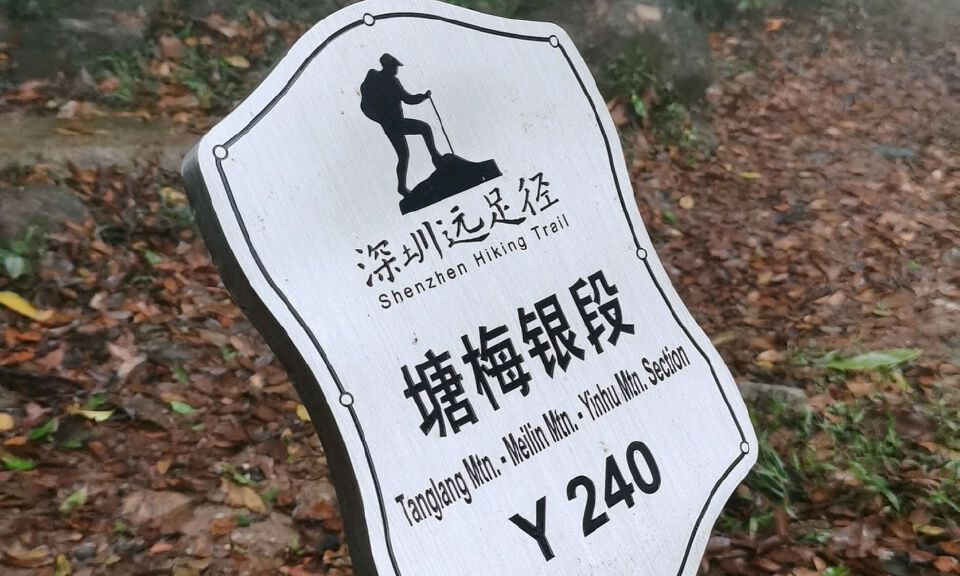 深圳远足径
Shenzhen Hiking Trail
塘梅银段
Tanglang Mtn. - Meilin Mtn. - Yinhu Mtn. Section
Y 240